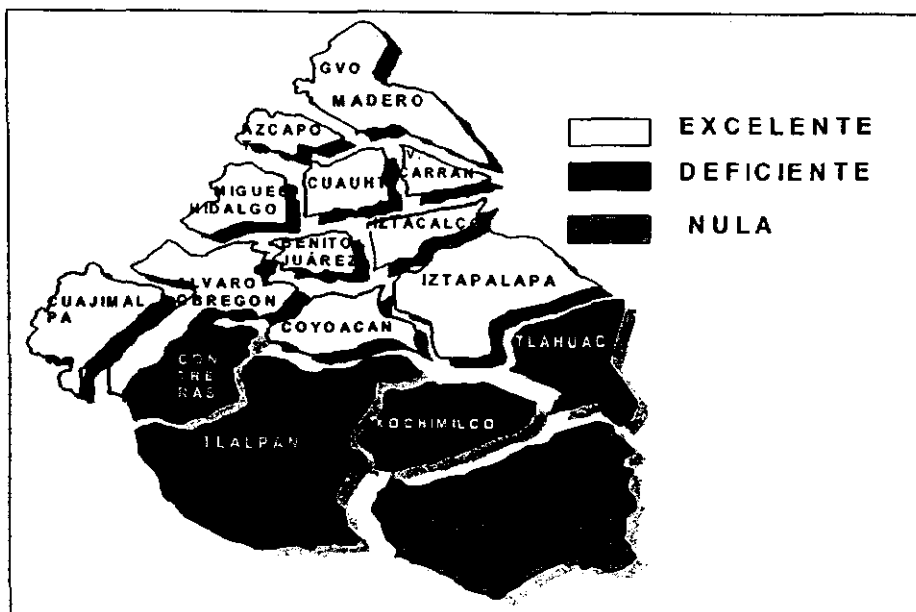 GVO
MADERO
AZCAPO
V.
CARRAN
CUAUHT
MIGUEL
HIDALGO
IZTACALCO
BENITO
JUÁREZ
ALVARO
OBREGON
IZTAPALAPA
CUAJIMAL
PA
COYOACAN
TLAHUAC
CON
TRE
RAS
TLALPAN
XOCHIMILCO
EXCELENTE
DEFICIENTE
NULA